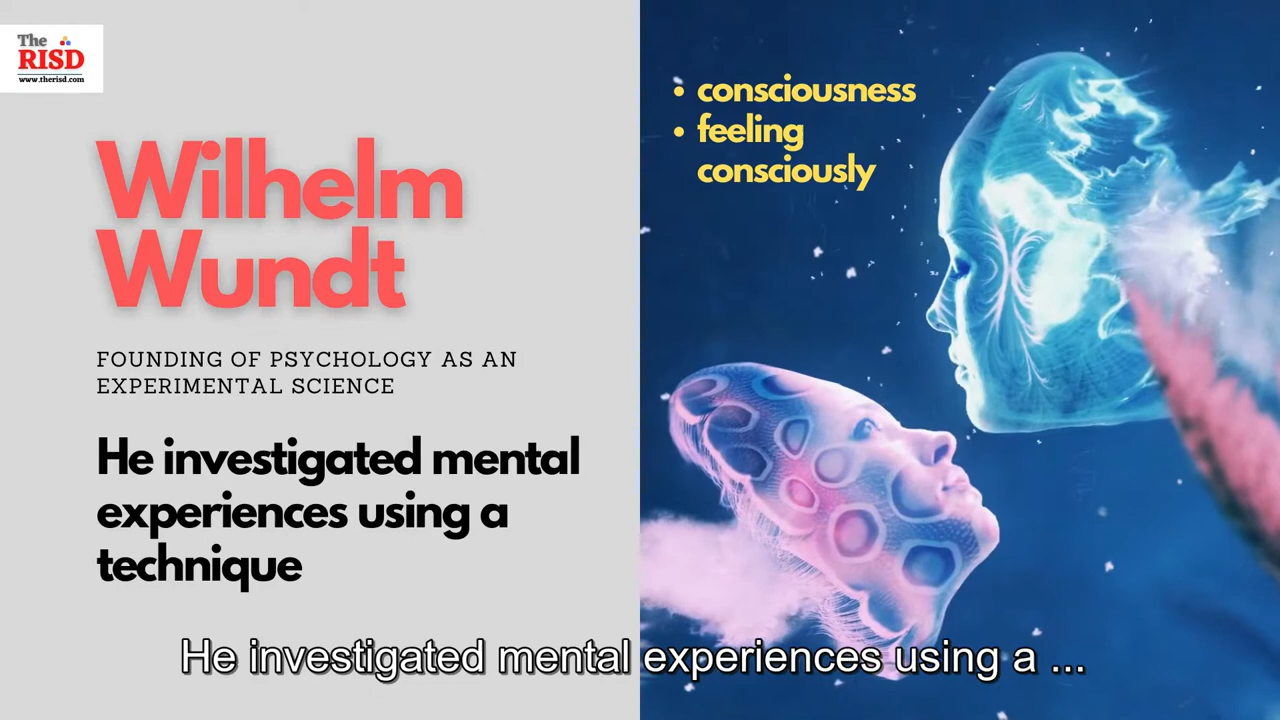 The
RISD
www.therisd.com
Wilhelm
Wundt
FOUNDING OF PSYCHOLOGY AS AN
EXPERIMENTAL SCIENCE
He investigated mental
experiences using a
technique
• consciousness
• feeling
consciously
He investigated mental experiences using a ...